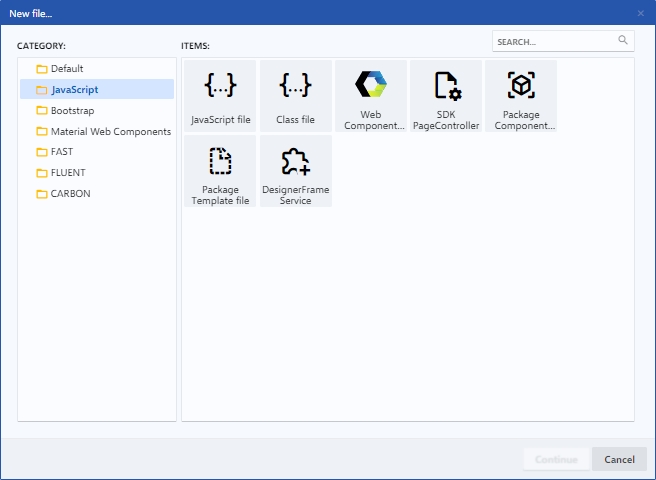 New file...
CATEGORY:
ITEMS:
SEARCH...
Default
JavaScript
Bootstrap
Material Web Components
FAST
FLUENT
CARBON
{...}
JavaScript file
{...}
Class file
Web
Component...
SDK
PageController
Package
Component...
Package
Template file
DesignerFrame
Service
Continue
Cancel